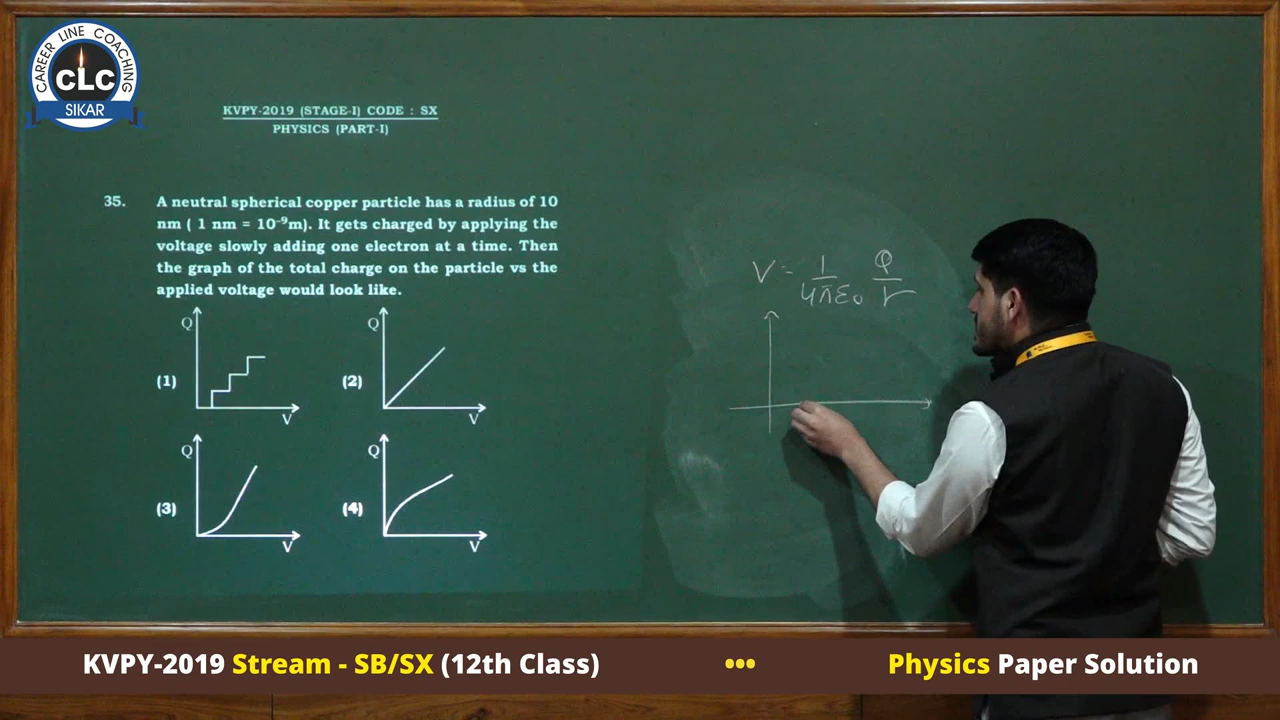 CAREER LINE COACHING
CLC
SIKAR
KVPY-2019 (STAGE-I) CODE : SX
PHYSICS (PART-I)
35. A neutral spherical copper particle has a radius of 10
nm ( 1 nm = 10⁻⁹m). It gets charged by applying the
voltage slowly adding one electron at a time. Then
the graph of the total charge on the particle vs the
applied voltage would look like.
(1) Q V
(2) Q V
(3) Q V
(4) Q V
V = 1/4πε₀ Q/r
KVPY-2019 Stream - SB/SX (12th Class) ••• Physics Paper Solution